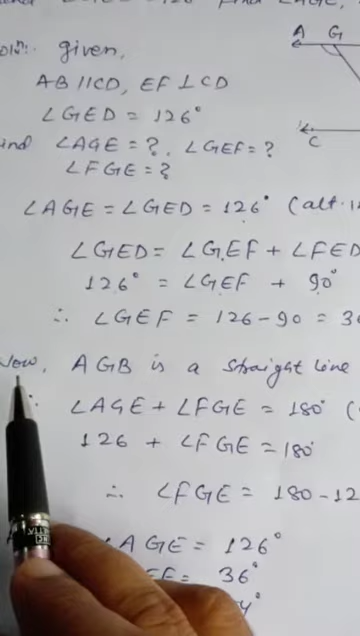 given, A G
AB || CD, EF ⊥ CD
∠GED = 126°
∠AGE = ?, ∠GEF = ? C
∠FGE = ?
∠AGE = ∠GED = 126° (alt.
∠GED = ∠GEF + ∠FED
126° = ∠GEF + 90°
∴ ∠GEF = 126 - 90 = 3
Now, AGB is a straight line
∴ ∠AGE + ∠FGE = 180° (
126 + ∠FGE = 180°
∴ ∠FGE = 180 - 12
∠AGE = 126°
EF = 36°